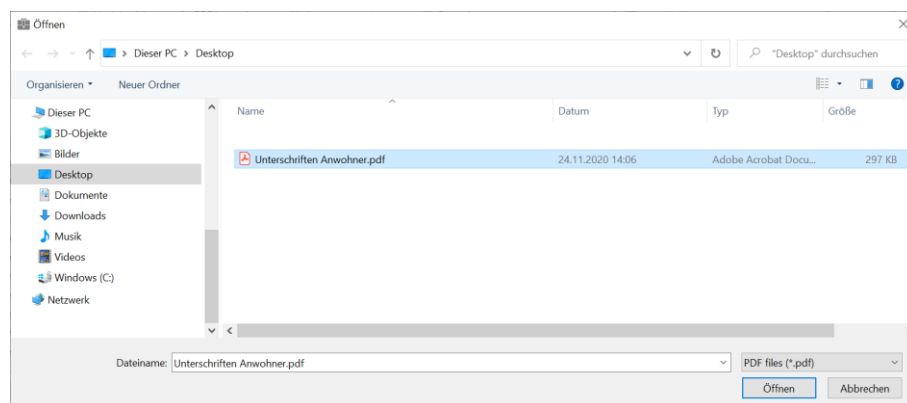 Öffnen
Dieser PC > Desktop
"Desktop" durchsuchen
Organisieren Neuer Ordner
Name Datum Typ Größe
Dieser PC
3D-Objekte
Bilder
Unterschriften Anwohner.pdf 24.11.2020 14:06 Adobe Acrobat Docu... 297 KB
Desktop
Dokumente
Downloads
Musik
Videos
Windows (C:)
Netzwerk
Dateiname: Unterschriften Anwohner.pdf PDF files (*.pdf)
Öffnen Abbrechen